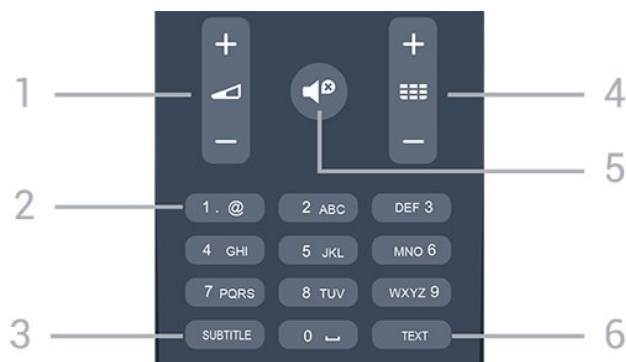 + +
1 4
− − 5
2 1 . @ 2 ABC DEF 3
4 GHI 5 JKL MNO 6
7 PQRS 8 TUV WXYZ 9
3 SUBTITLE 0 ⎵ TEXT 6